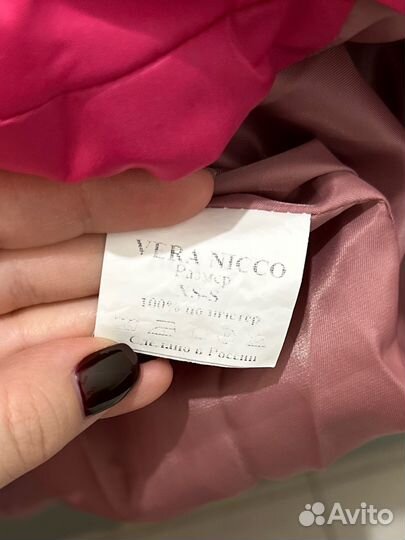 VERA NICCO
Размер
XS-S
100% полиэстер
Сделано в России
Avito